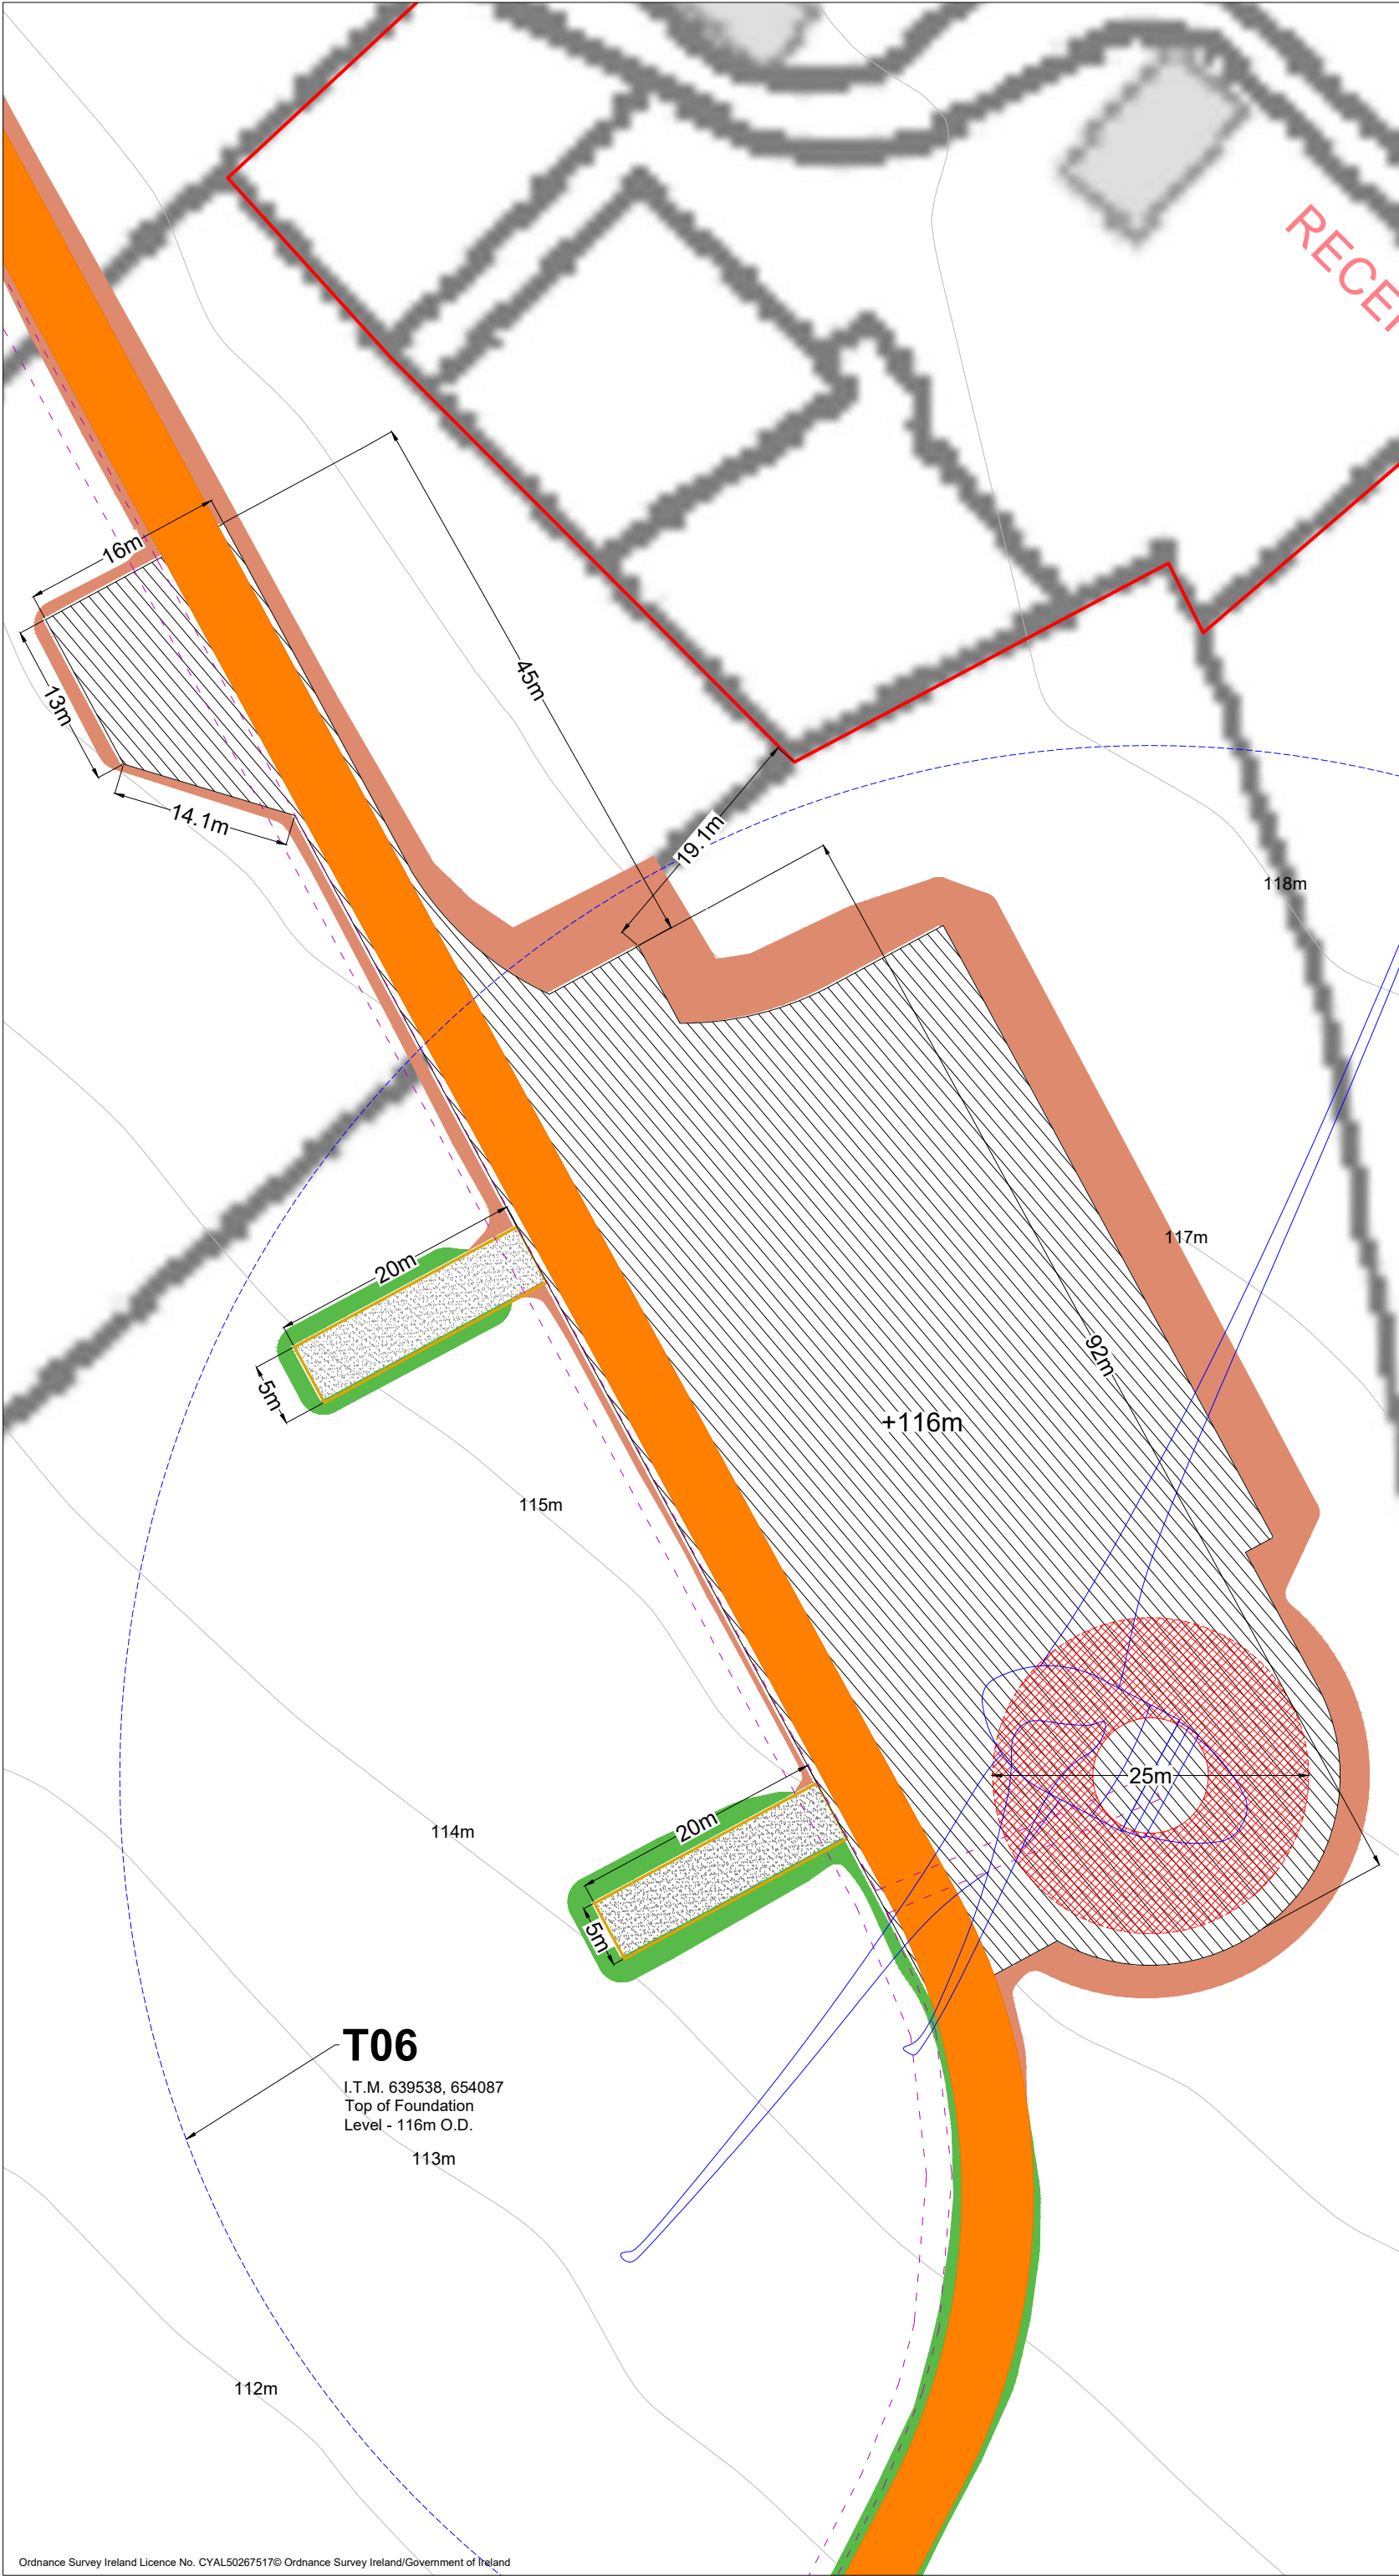 16m
45m
13m
14.1m
19.1m
118m
117m
20m
5m
92m
+116m
115m
25m
20m
114m
5m
T06
I.T.M. 639538, 654087
Top of Foundation
Level - 116m O.D.
113m
112m
Ordnance Survey Ireland Licence No. CYAL50267517© Ordnance Survey Ireland/Government of Ireland